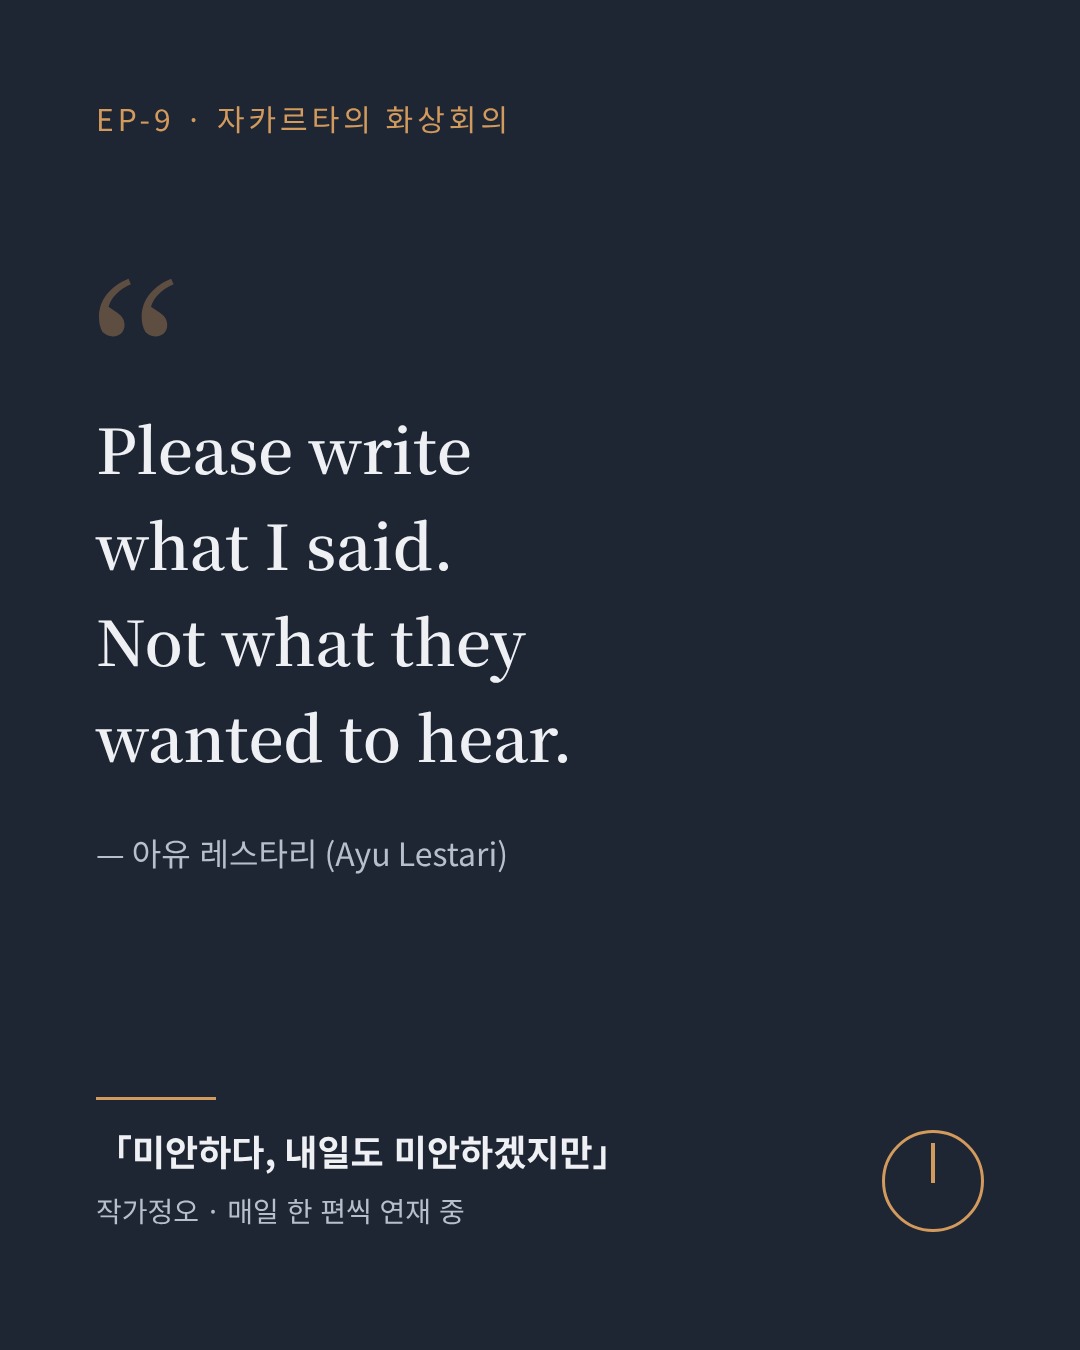 EP-9 · 자카르타의 화상회의
“
Please write
what I said.
Not what they
wanted to hear.
— 아유 레스타리 (Ayu Lestari)
「미안하다, 내일도 미안하겠지만」
작가정오 · 매일 한 편씩 연재 중